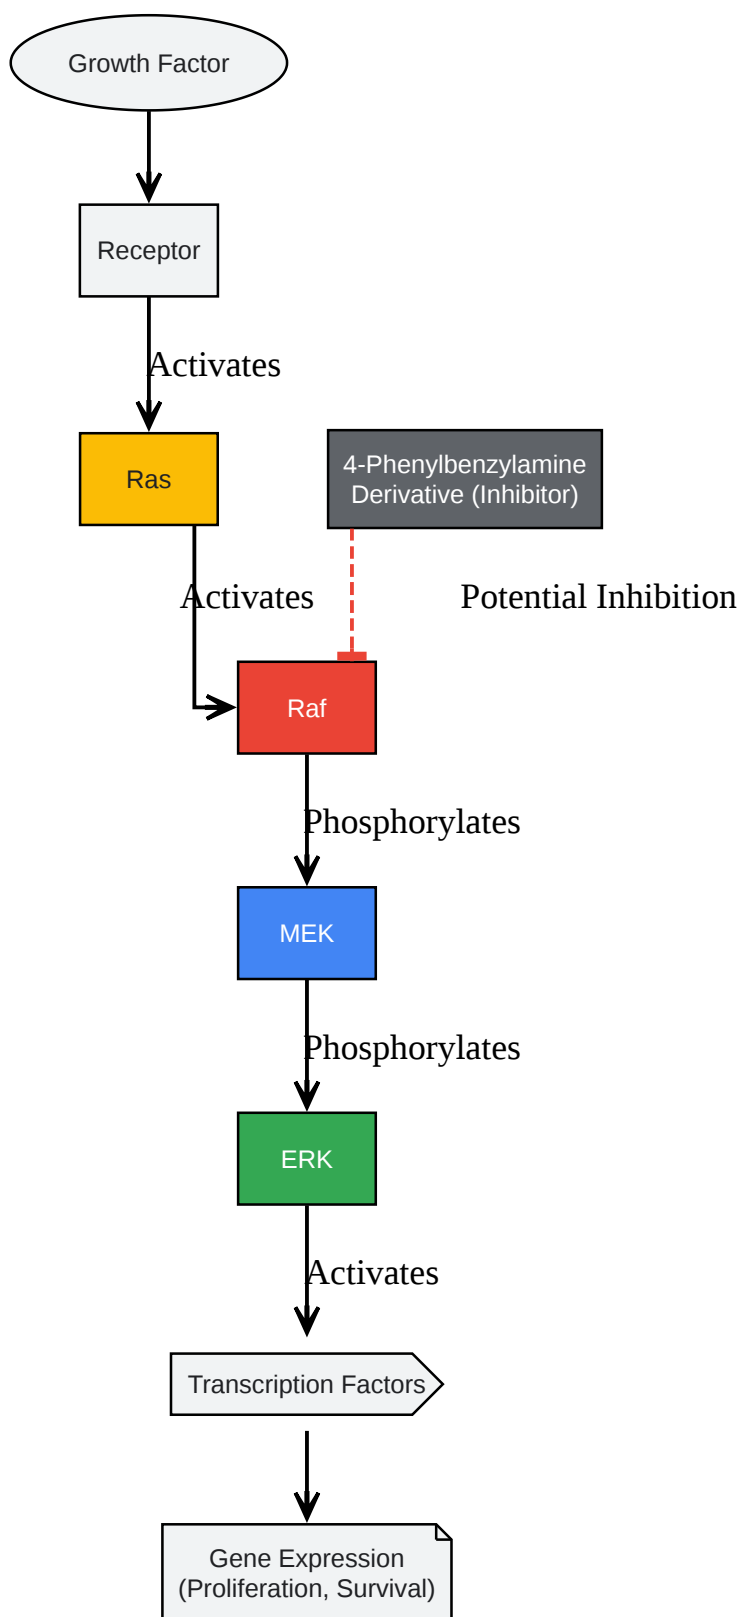 Growth Factor
Receptor
Activates
Ras
4-Phenylbenzylamine
Derivative (Inhibitor)
Activates
Potential Inhibition
Raf
Phosphorylates
MEK
Phosphorylates
ERK
Activates
Transcription Factors
Gene Expression
(Proliferation, Survival)